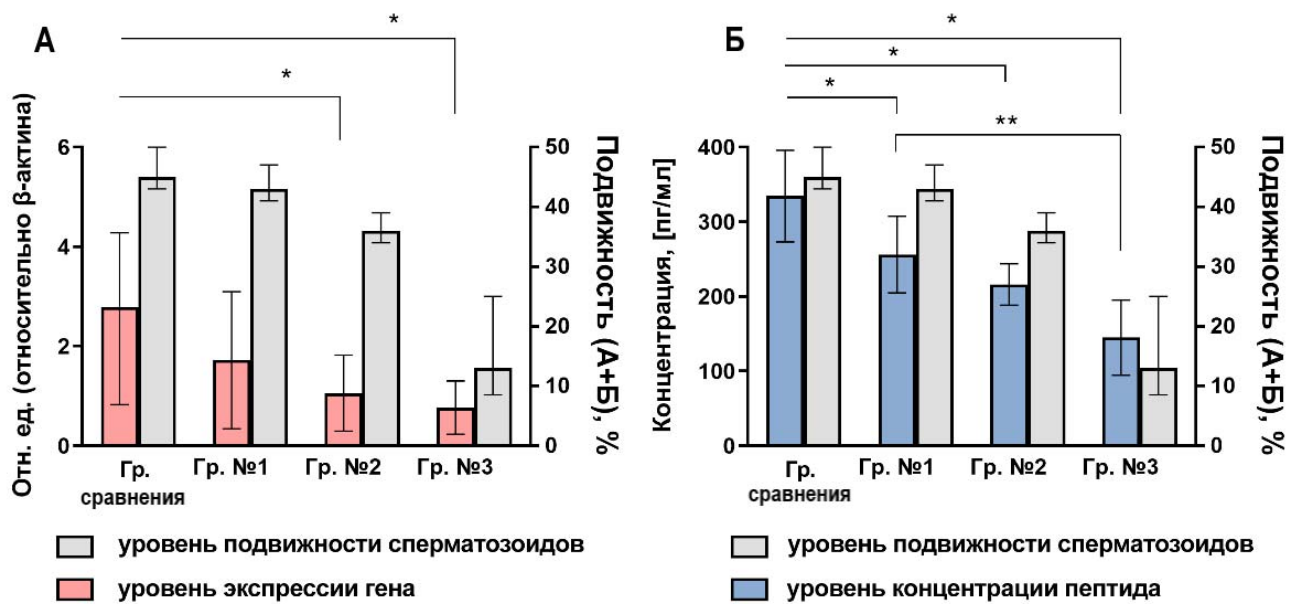 А
*
*
Отн. ед. (относительно β-актина)
6
4
2
0
50
40
30
20
10
0
Подвижность (А+Б), %
Гр. сравнения
Гр. №1
Гр. №2
Гр. №3
уровень подвижности сперматозоидов
уровень экспрессии гена
Б
*
*
*
**
Концентрация, [пг/мл]
400
300
200
100
0
50
40
30
20
10
0
Подвижность (А+Б), %
Гр.
сравнения
Гр. №1
Гр. №2
Гр. №3
уровень подвижности сперматозоидов
уровень концентрации пептида